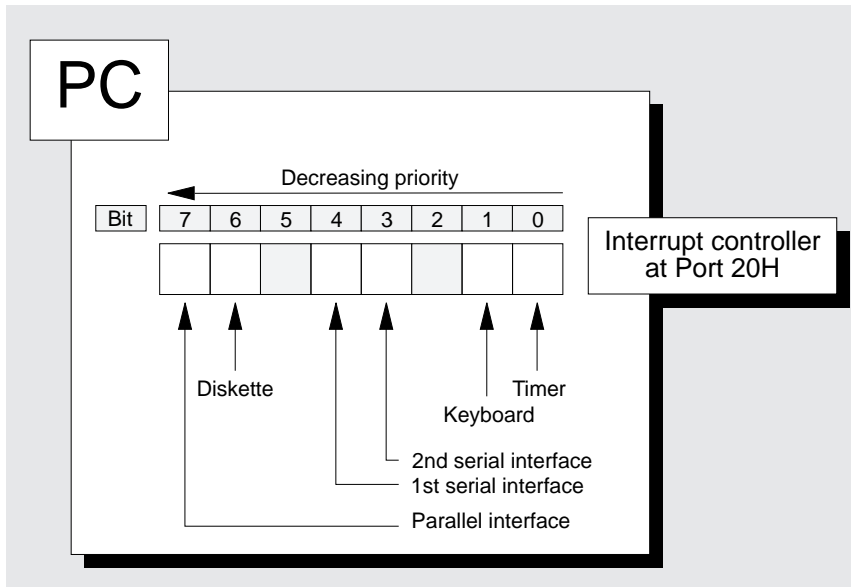 PC
Decreasing priority
Bit 7 6 5 4 3 2 1 0
Interrupt controller
at Port 20H
Diskette
Timer
Keyboard
2nd serial interface
1st serial interface
Parallel interface